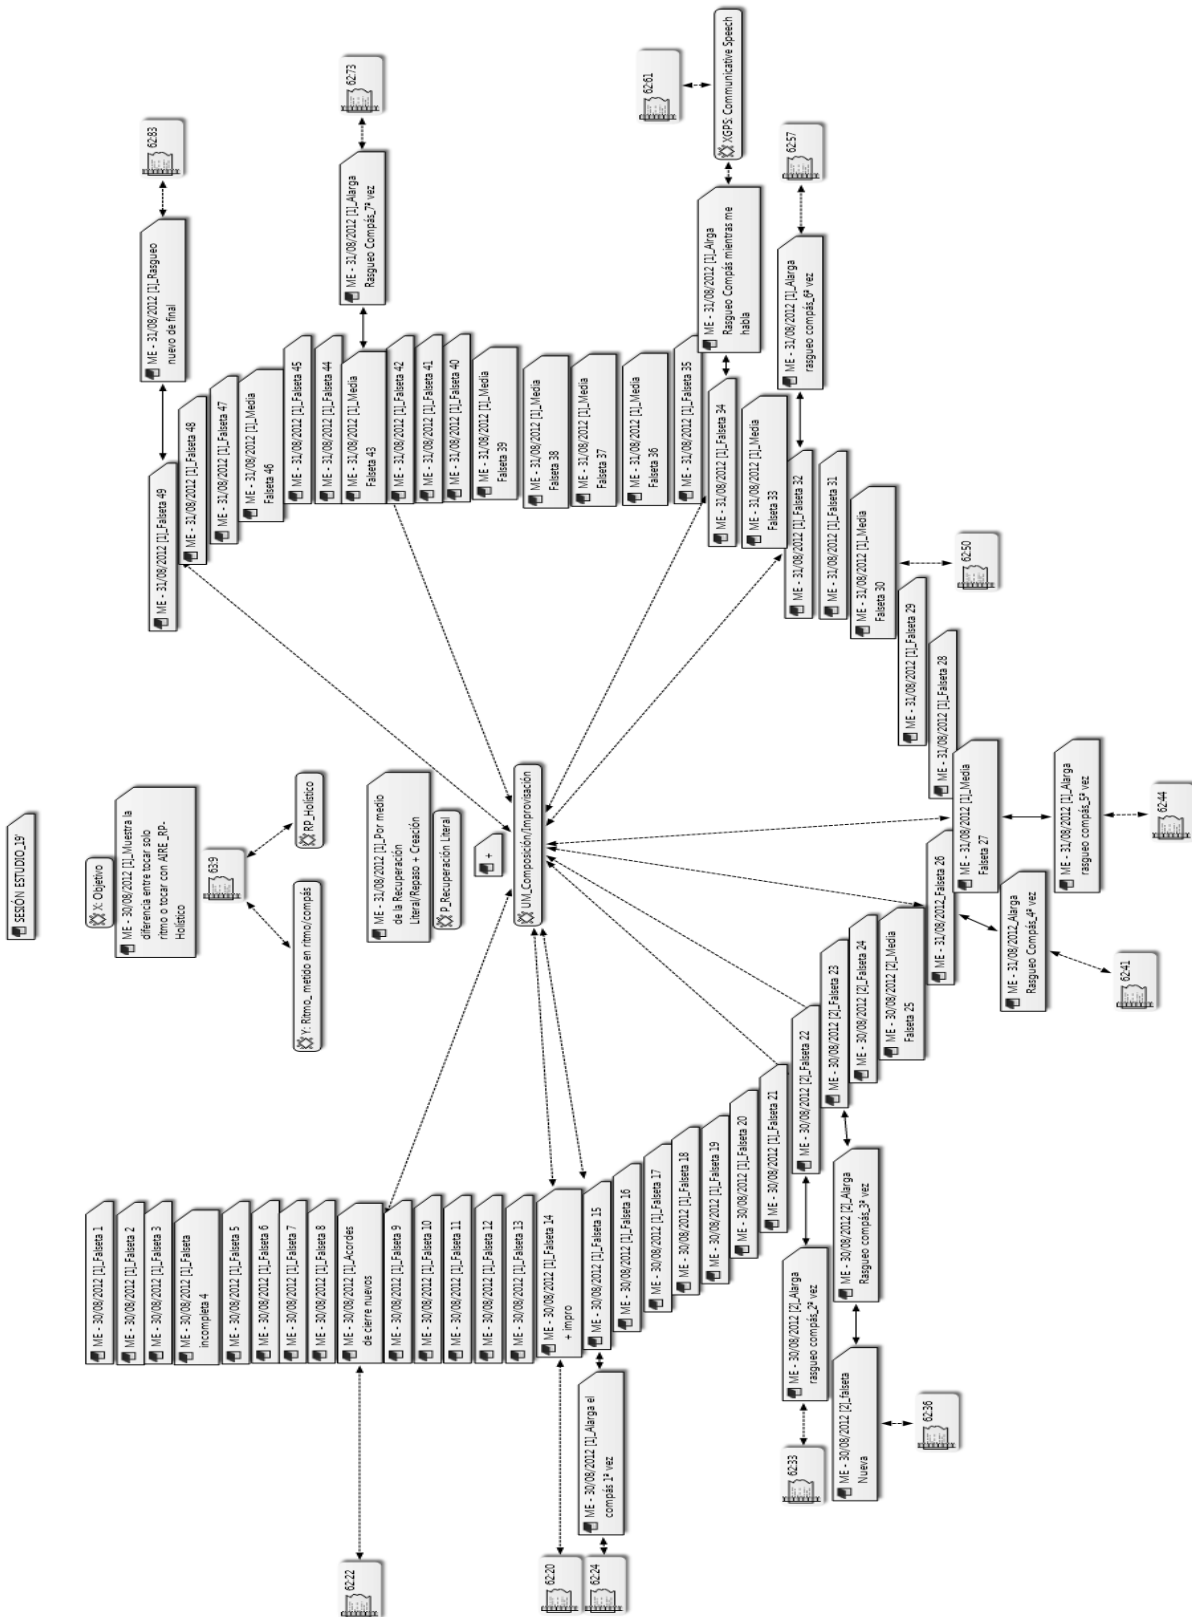 SESIÓN ESTUDIO_19'
X: Objetivo
ME - 30/08/2012 [1]_Muestra la
diferencia entre tocar solo
ritmo o tocar con AIRE_RP-
Holístico
63:9
Y: Ritmo_ metido en ritmo/compás
RP_Holístico
ME - 31/08/2012 [1]_Por medio
de la Recuperación
Literal/Repaso + Creación
P_Recuperación Literal
+
UM_Composición/Improvisación
ME - 30/08/2012 [1]_Falseta 1
ME - 30/08/2012 [1]_Falseta 2
ME - 30/08/2012 [1]_Falseta 3
ME - 30/08/2012 [1]_Falseta
incompleta 4
ME - 30/08/2012 [1]_Falseta 5
ME - 30/08/2012 [1]_Falseta 6
ME - 30/08/2012 [1]_Falseta 7
ME - 30/08/2012 [1]_Falseta 8
ME - 30/08/2012 [1]_Acordes
de cierre nuevos
62:22
ME - 30/08/2012 [1]_Falseta 9
ME - 30/08/2012 [1]_Falseta 10
ME - 30/08/2012 [1]_Falseta 11
ME - 30/08/2012 [1]_Falseta 12
ME - 30/08/2012 [1]_Falseta 13
ME - 30/08/2012 [1]_Falseta 14
+ impro
62:20
ME - 30/08/2012 [1]_Falseta 15
ME - 30/08/2012 [1]_Alarga el
compás 1ª vez
62:24
ME - 30/08/2012 [1]_Falseta 16
ME - 30/08/2012 [1]_Falseta 17
ME - 30/08/2012 [1]_Falseta 18
ME - 30/08/2012 [1]_Falseta 19
ME - 30/08/2012 [1]_Falseta 20
ME - 30/08/2012 [1]_Falseta 21
ME - 30/08/2012 [2]_Falseta 22
ME - 30/08/2012 [2]_Alarga
rasgueo compás_2ª vez
62:33
ME - 30/08/2012 [2]_Falseta 23
ME - 30/08/2012 [2]_Alarga
Rasgueo compás_3ª vez
ME - 30/08/2012 [2]_falseta
Nueva
62:36
ME - 30/08/2012 [2]_Falseta 24
ME - 30/08/2012 [2]_Media
Falseta 25
ME - 31/08/2012_Falseta 26
ME - 31/08/2012_Alarga
Rasgueo Compás_4ª vez
62:41
ME - 31/08/2012 [1]_Media
Falseta 27
ME - 31/08/2012 [1]_Alarga
rasgueo compás_5ª vez
62:44
ME - 31/08/2012 [1]_Falseta 28
ME - 31/08/2012 [1]_Falseta 29
ME - 31/08/2012 [1]_Media
Falseta 30
62:50
ME - 31/08/2012 [1]_Falseta 31
ME - 31/08/2012 [1]_Falseta 32
ME - 31/08/2012 [1]_Alarga
rasgueo compás_6ª vez
62:57
ME - 31/08/2012 [1]_Media
Falseta 33
ME - 31/08/2012 [1]_Falseta 34
ME - 31/08/2012 [1]_Alrga
Rasgueo Compás mientras me
habla
XGPS: Communicative Speech
62:61
ME - 31/08/2012 [1]_Falseta 35
ME - 31/08/2012 [1]_Media
Falseta 36
ME - 31/08/2012 [1]_Media
Falseta 37
ME - 31/08/2012 [1]_Media
Falseta 38
ME - 31/08/2012 [1]_Media
Falseta 39
ME - 31/08/2012 [1]_Falseta 40
ME - 31/08/2012 [1]_Falseta 41
ME - 31/08/2012 [1]_Falseta 42
ME - 31/08/2012 [1]_Media
Falseta 43
ME - 31/08/2012 [1]_Alarga
Rasgueo Compás_7ª vez
62:73
ME - 31/08/2012 [1]_Falseta 44
ME - 31/08/2012 [1]_Falseta 45
ME - 31/08/2012 [1]_Media
Falseta 46
ME - 31/08/2012 [1]_Falseta 47
ME - 31/08/2012 [1]_Falseta 48
ME - 31/08/2012 [1]_Falseta 49
ME - 31/08/2012 [1]_Rasgueo
nuevo de final
62:83